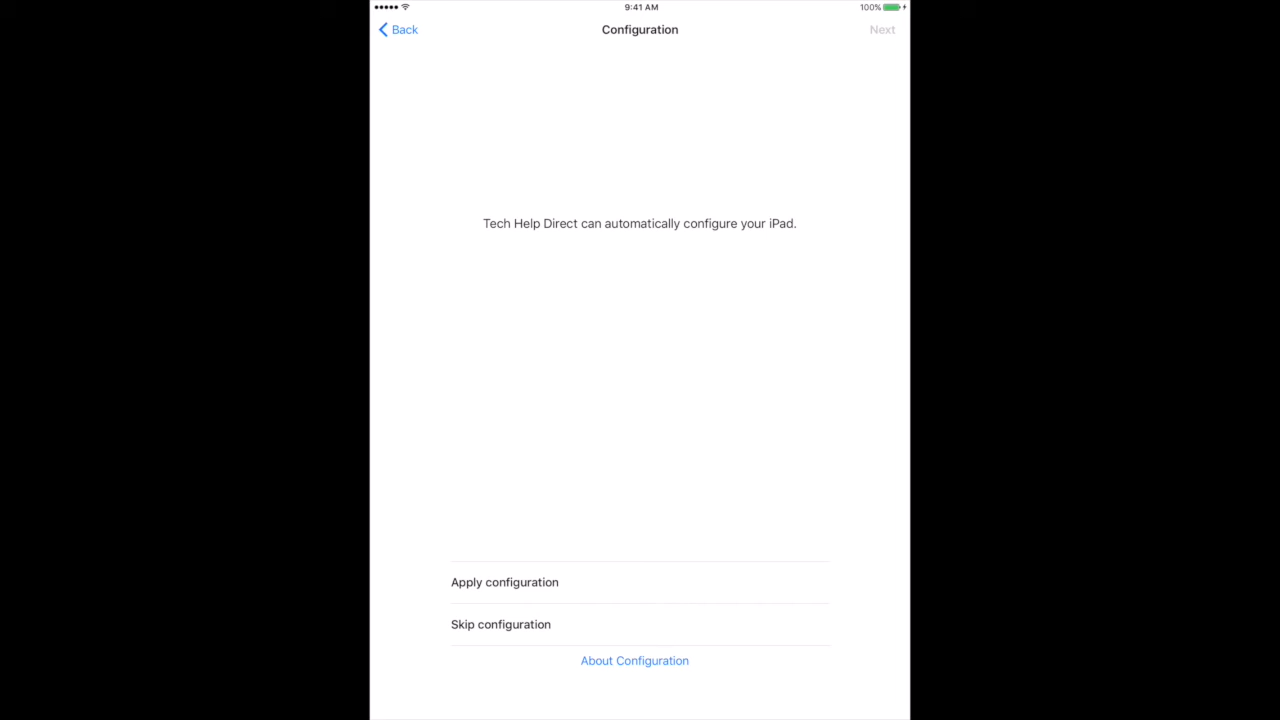 9:41 AM
100%
Back
Configuration
Next
Tech Help Direct can automatically configure your iPad.
Apply configuration
Skip configuration
About Configuration